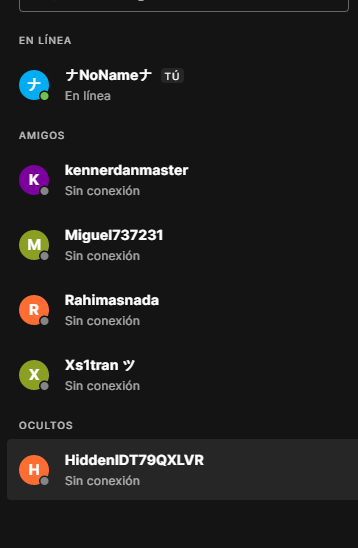 EN LÍNEA
ナ
ナNoNameナ TÚ
En línea
AMIGOS
K
kennerdanmaster
Sin conexión
M
Miguel737231
Sin conexión
R
Rahimasnada
Sin conexión
X
Xs1tran ツ
Sin conexión
OCULTOS
H
HiddenIDT79QXLVR
Sin conexión